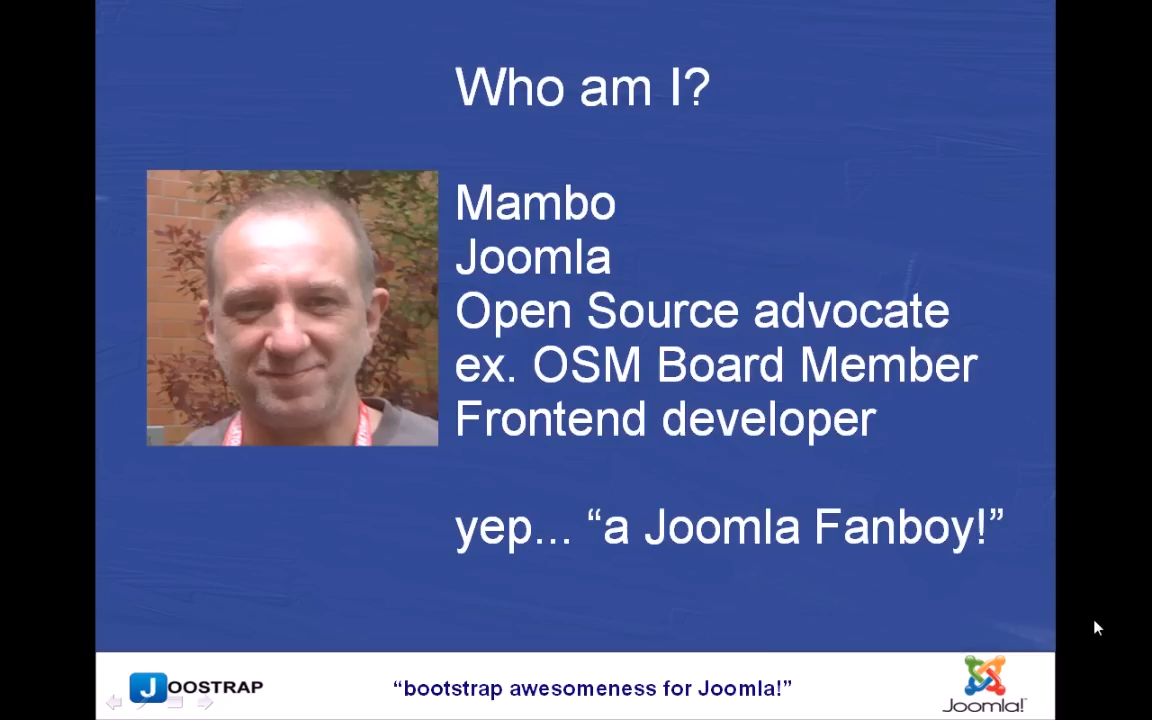 Who am I?
Mambo
Joomla
Open Source advocate
ex. OSM Board Member
Frontend developer
yep... “a Joomla Fanboy!”
JOOSTRAP
“bootstrap awesomeness for Joomla!”
Joomla!